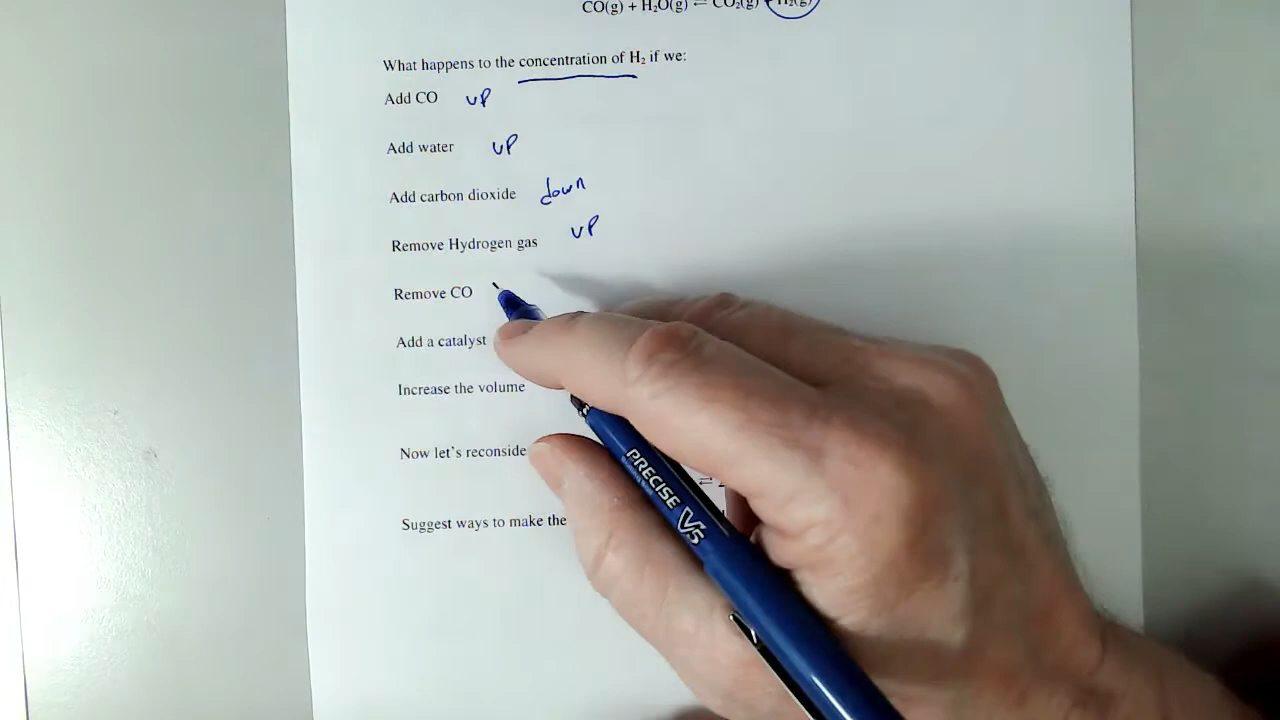 CO(g) + H₂O(g) ⇌ CO₂(g) + H₂(g)
What happens to the concentration of H₂ if we:
Add CO up
Add water up
Add carbon dioxide down
Remove Hydrogen gas up
Remove CO
Add a catalyst
Increase the volume
Now let's reconside
⇌ 2
Suggest ways to make the
PRECISE V5